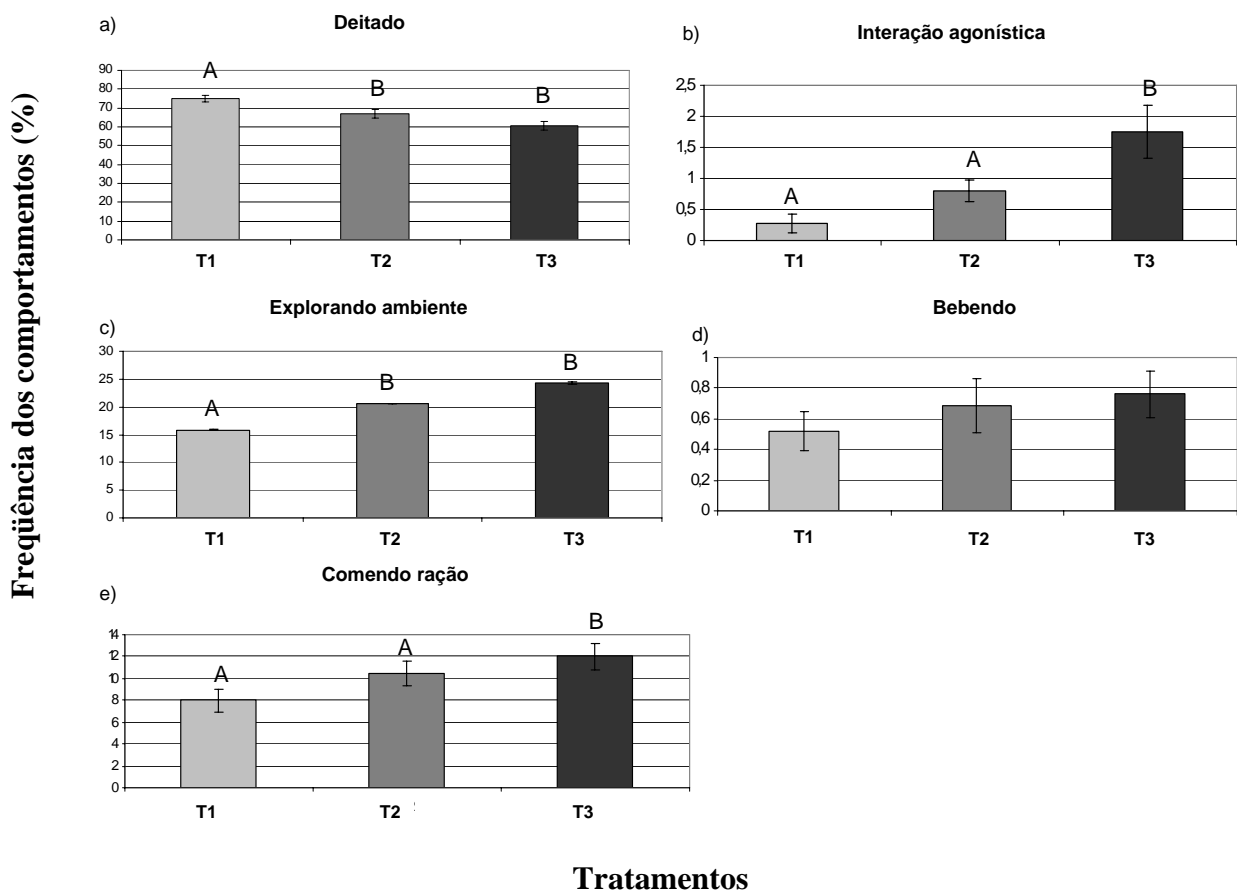 Freqüência dos comportamentos (%)
a)
Deitado
90
80
70
60
50
40
30
20
10
0
A
B
B
T1
T2
T3
b)
Interação agonística
2,5
2
1,5
1
0,5
0
A
A
B
T1
T2
T3
c)
Explorando ambiente
30
25
20
15
10
5
0
A
B
B
T1
T2
T3
d)
Bebendo
1
0,8
0,6
0,4
0,2
0
T1
T2
T3
e)
Comendo ração
14
12
10
8
6
4
2
0
A
A
B
T1
T2
T3
Tratamentos